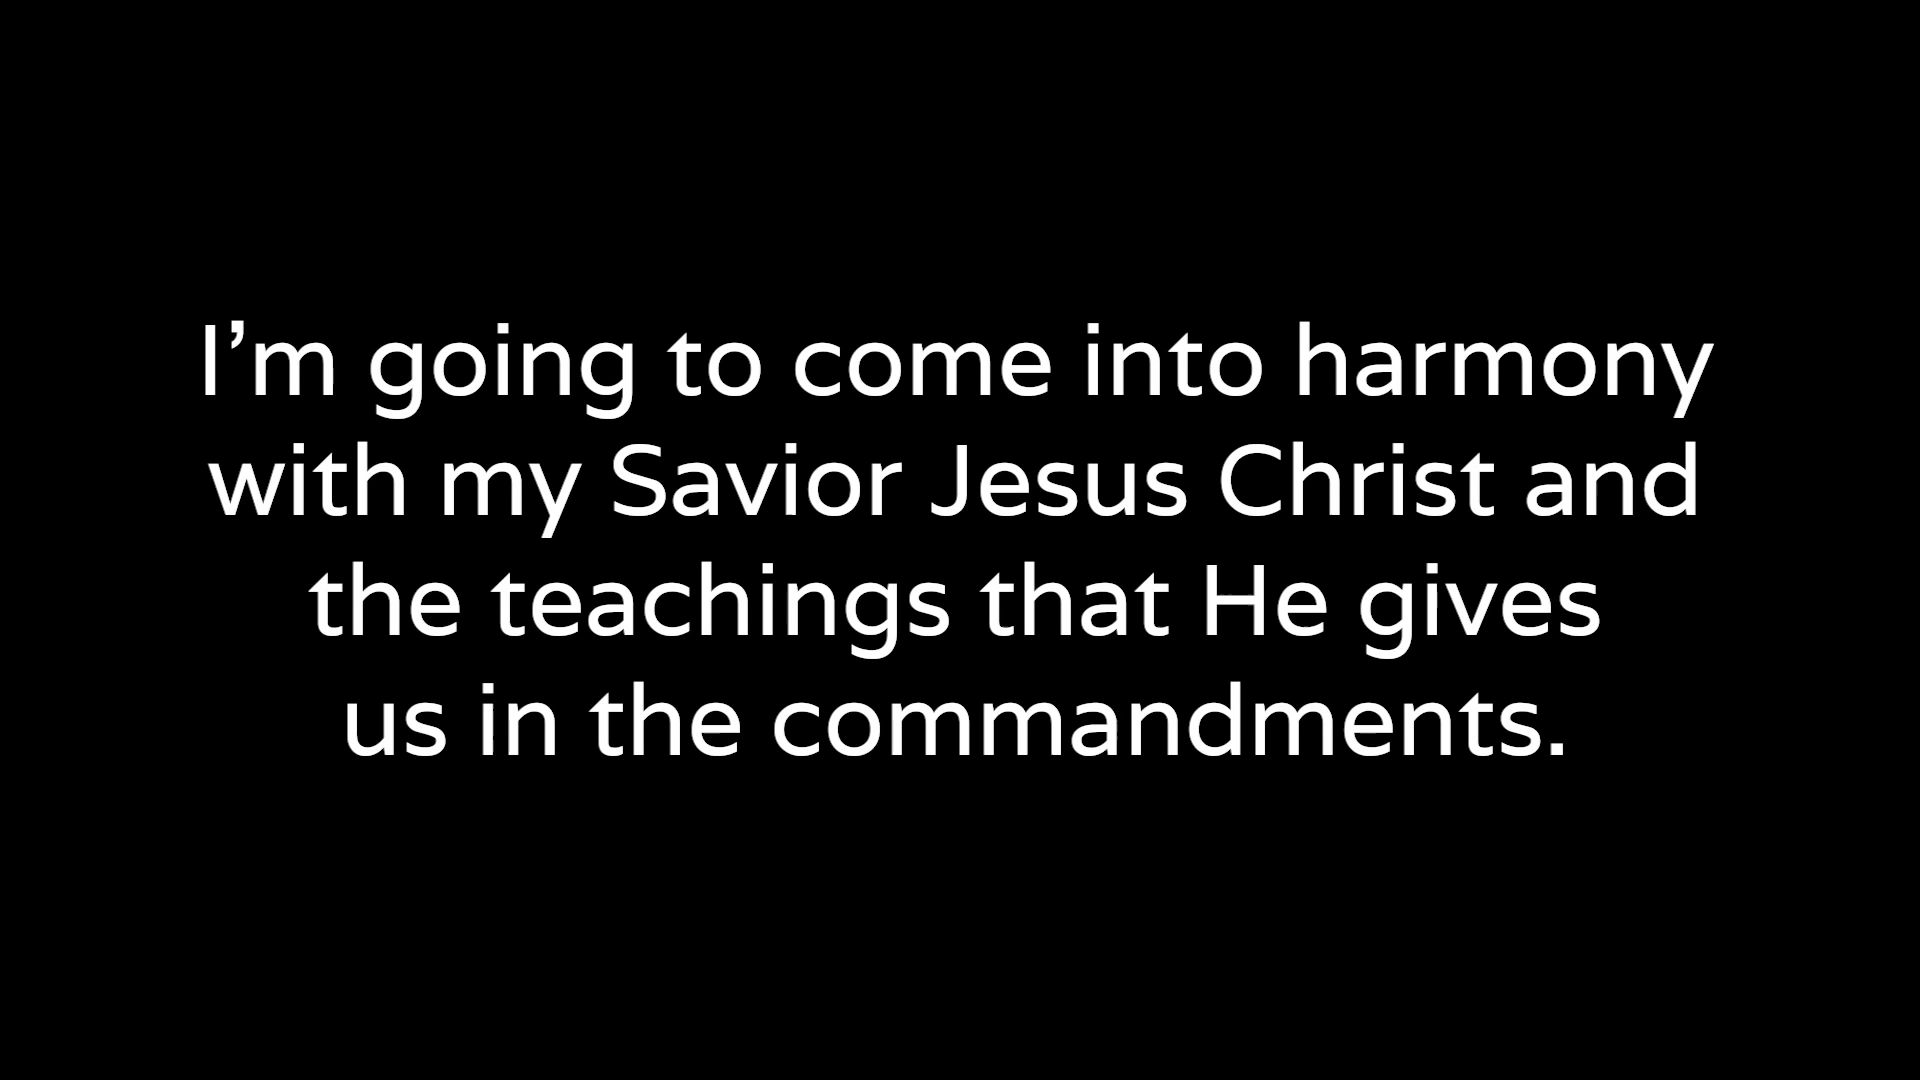 I’m going to come into harmony
with my Savior Jesus Christ and
the teachings that He gives
us in the commandments.